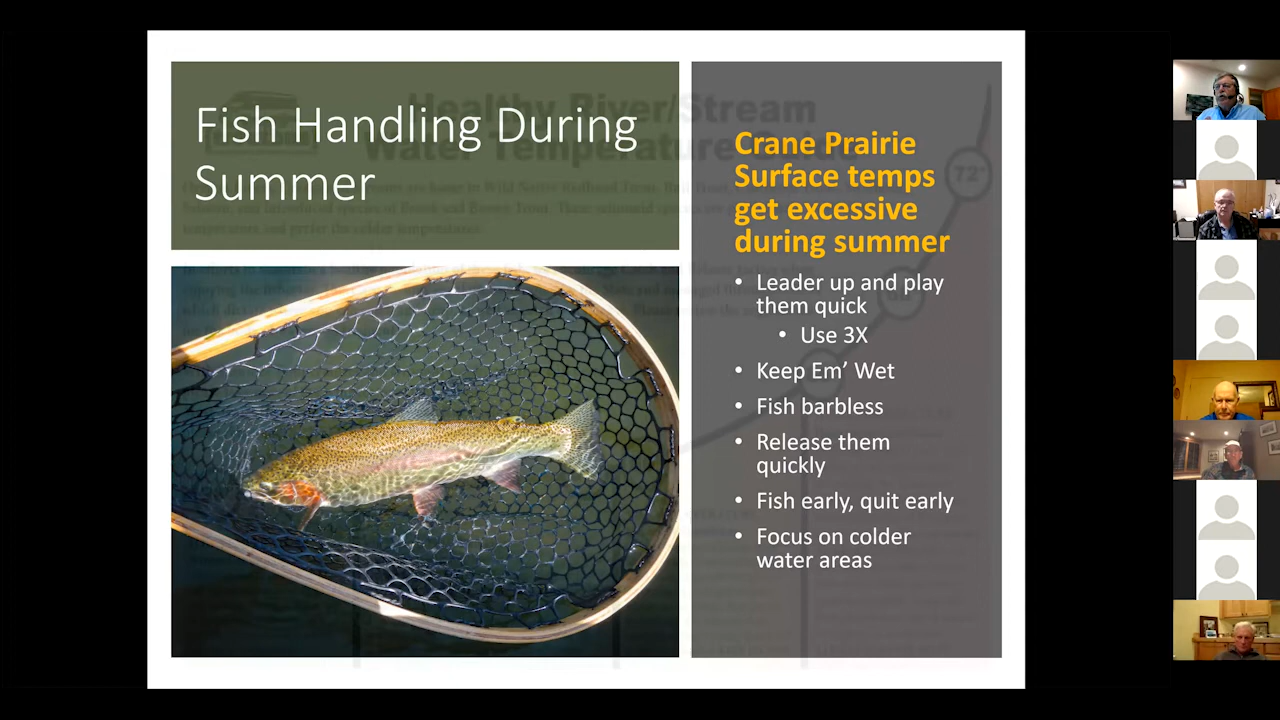 Fish Handling During
Summer
Healthy River/Stream
Water Temperature Guide
72°
Crane Prairie
Surface temps
get excessive
during summer
• Leader up and play
them quick
• Use 3X
• Keep Em’ Wet
• Fish barbless
• Release them
quickly
• Fish early, quit early
• Focus on colder
water areas